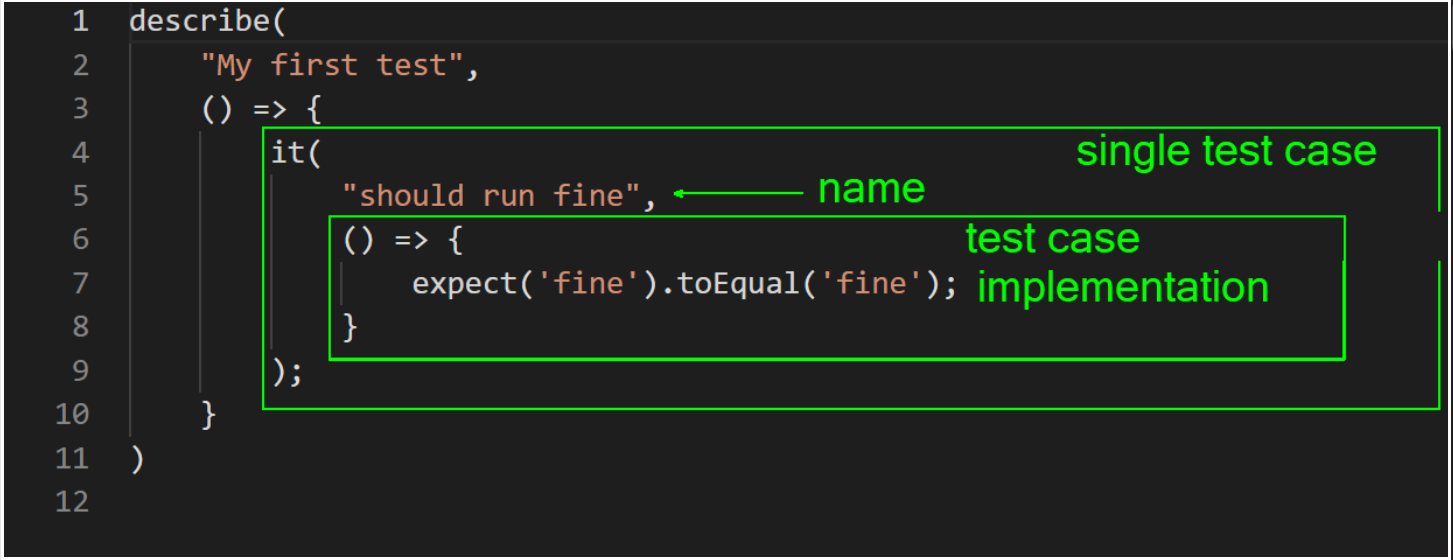 1 describe(
2 "My first test",
3 () => {
4 it( single test case
5 "should run fine", name
6 () => { test case
7 expect('fine').toEqual('fine'); implementation
8 }
9 );
10 }
11 )
12